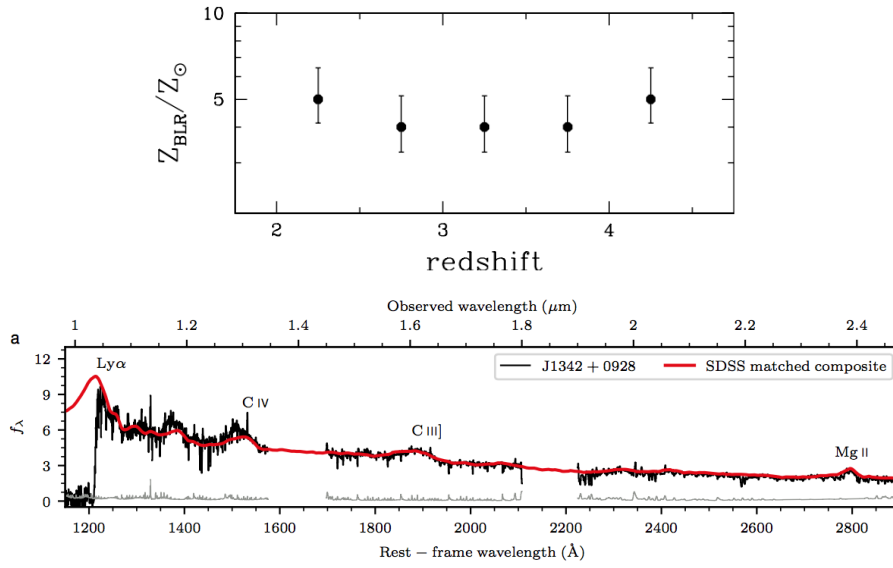 10
5
Z_BLR/Z_⊙
2 3 4
redshift
Observed wavelength (μm)
1 1.2 1.4 1.6 1.8 2 2.2 2.4
a
12
9
6
3
0
f_λ
Lyα
C IV
C III]
Mg II
J1342 + 0928
SDSS matched composite
1200 1400 1600 1800 2000 2200 2400 2600 2800
Rest − frame wavelength (Å)